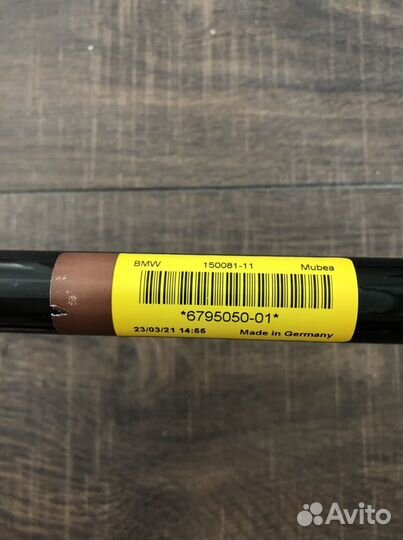 BMW 150081-11 Mubea
*6795050-01*
23/03/21 14:55 Made in Germany
Avito